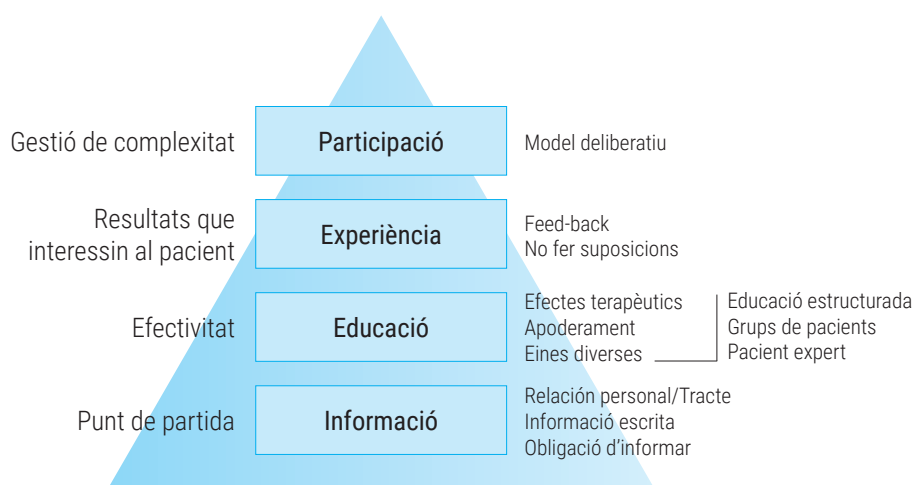 Gestió de complexitat
Participació
Model deliberatiu
Resultats que
interessin al pacient
Experiència
Feed-back
No fer suposicions
Efectivitat
Educació
Efectes terapèutics
Apoderament
Eines diverses
Educació estructurada
Grups de pacients
Pacient expert
Punt de partida
Informació
Relación personal/Tracte
Informació escrita
Obligació d’informar